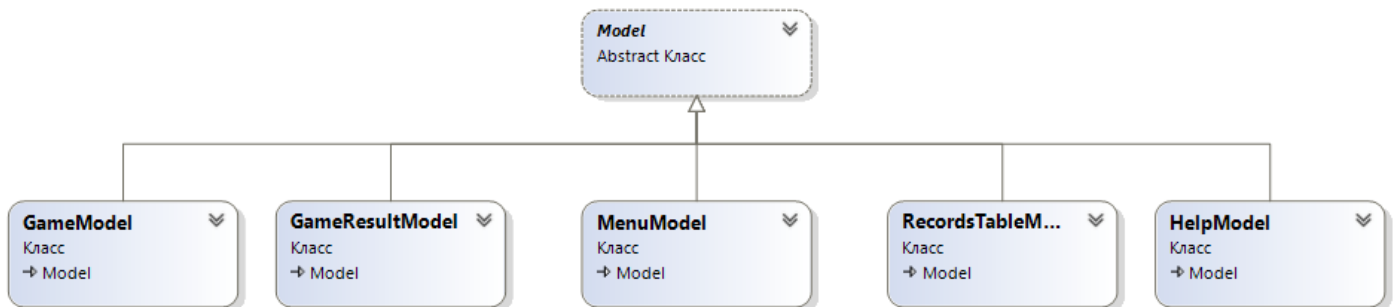 Model
Abstract Класс
GameModel
Класс
Model
GameResultModel
Класс
Model
MenuModel
Класс
Model
RecordsTableM...
Класс
Model
HelpModel
Класс
Model